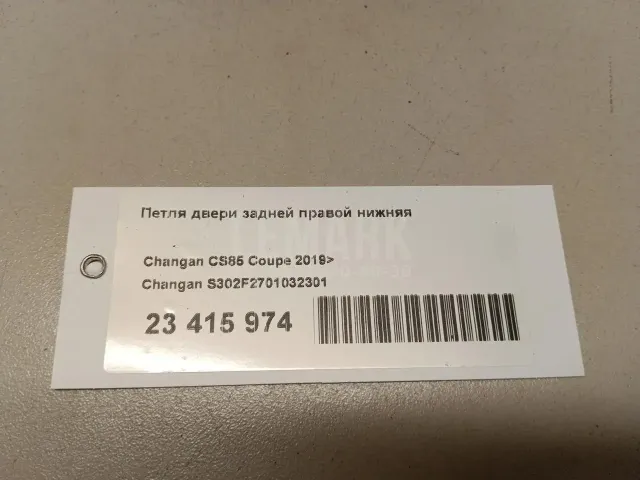 Петля двери задней правой нижняя
Changan CS85 Coupe 2019>
Changan S302F2701032301
23 415 974